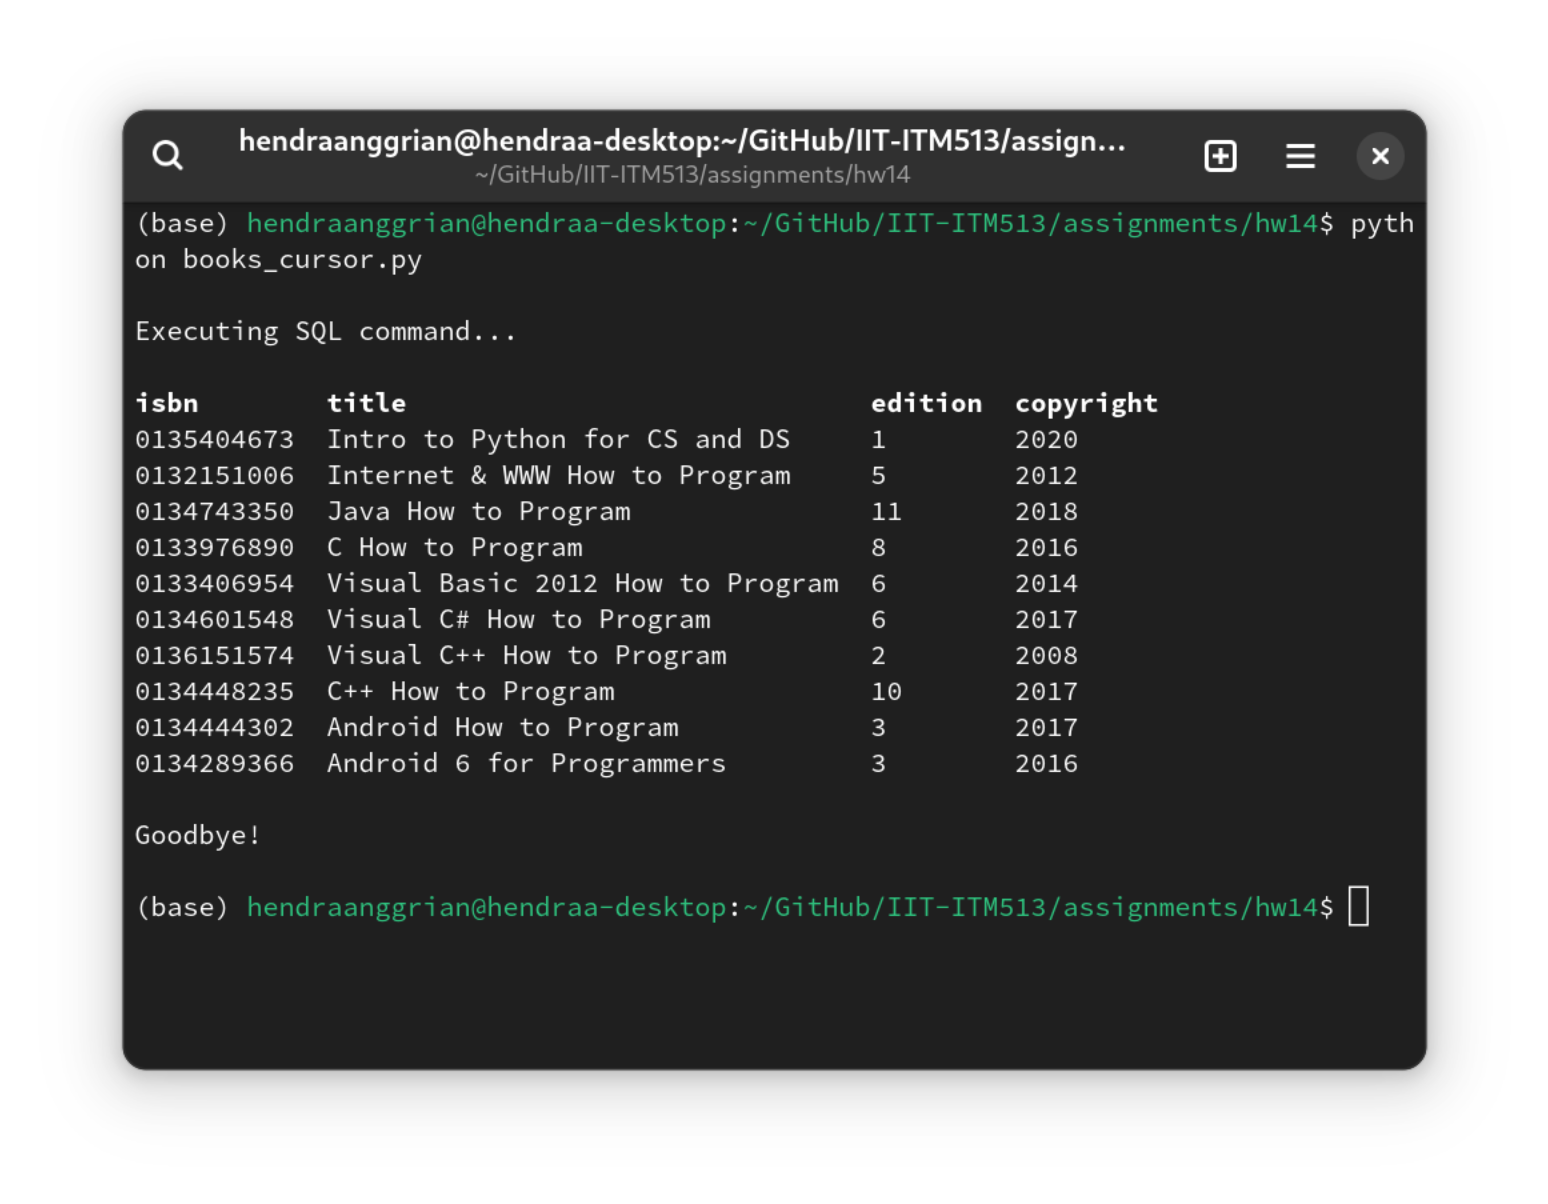 hendraanggrian@hendraa-desktop:~/GitHub/IIT-ITM513/assign...
~/GitHub/IIT-ITM513/assignments/hw14
(base) hendraanggrian@hendraa-desktop:~/GitHub/IIT-ITM513/assignments/hw14$ pyth
on books_cursor.py
Executing SQL command...
isbn title edition copyright
0135404673 Intro to Python for CS and DS 1 2020
0132151006 Internet & WWW How to Program 5 2012
0134743350 Java How to Program 11 2018
0133976890 C How to Program 8 2016
0133406954 Visual Basic 2012 How to Program 6 2014
0134601548 Visual C# How to Program 6 2017
0136151574 Visual C++ How to Program 2 2008
0134448235 C++ How to Program 10 2017
0134444302 Android How to Program 3 2017
0134289366 Android 6 for Programmers 3 2016
Goodbye!
(base) hendraanggrian@hendraa-desktop:~/GitHub/IIT-ITM513/assignments/hw14$